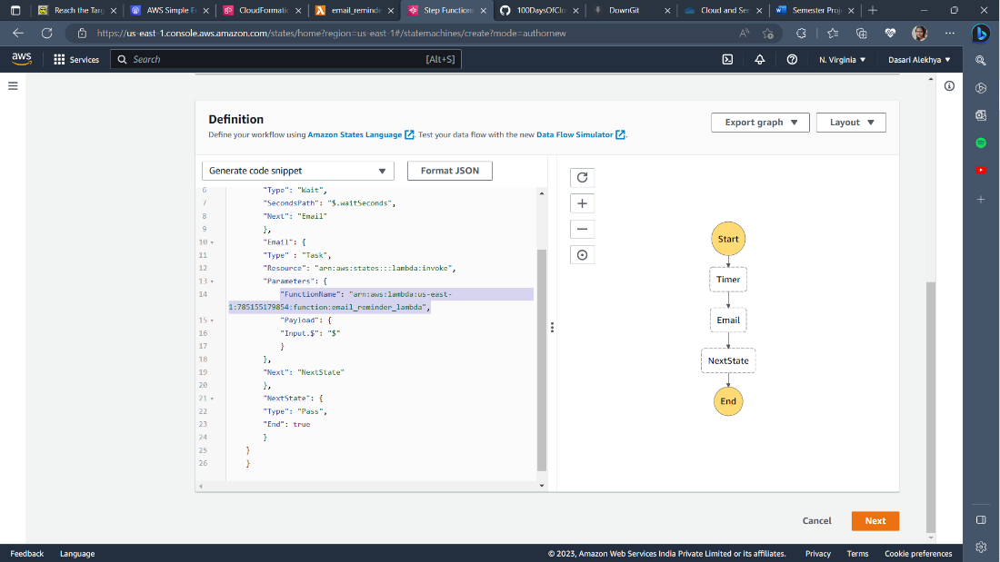 Reach the Targ
AWS Simple E
CloudFormatio
email_reminde
Step Function
100DaysOfClo
DownGit
Cloud and Ser
Semester Proj
https://us-east-1.console.aws.amazon.com/states/home?region=us-east-1#/statemachines/create?mode=authornew
aws
Services
Search
[Alt+S]
N. Virginia
Dasari Alekhya
Definition
Define your workflow using Amazon States Language. Test your data flow with the new Data Flow Simulator.
Export graph
Layout
Generate code snippet
Format JSON
6 "Type": "Wait",
7 "SecondsPath": "$.waitSeconds",
8 "Next": "Email"
9 },
10 "Email": {
11 "Type" : "Task",
12 "Resource": "arn:aws:states:::lambda:invoke",
13 "Parameters": {
14 "FunctionName": "arn:aws:lambda:us-east-
1:785155179854:function:email_reminder_lambda",
15 "Payload": {
16 "Input.$": "$"
17 }
18 },
19 "Next": "NextState"
20 },
21 "NextState": {
22 "Type": "Pass",
23 "End": true
24 }
25 }
26 }
Start
Timer
Email
NextState
End
Cancel
Next
Feedback
Language
© 2023, Amazon Web Services India Private Limited or its affiliates.
Privacy
Terms
Cookie preferences